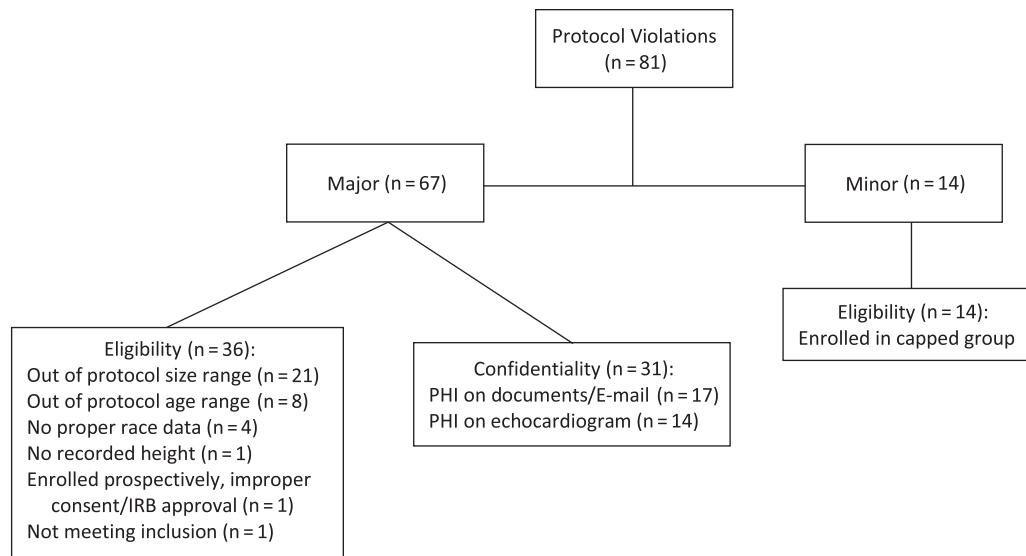 Protocol Violations
(n = 81)
Major (n = 67)
Minor (n = 14)
Eligibility (n = 36):
Out of protocol size range (n = 21)
Out of protocol age range (n = 8)
No proper race data (n = 4)
No recorded height (n = 1)
Enrolled prospectively, improper
consent/IRB approval (n = 1)
Not meeting inclusion (n = 1)
Confidentiality (n = 31):
PHI on documents/E-mail (n = 17)
PHI on echocardiogram (n = 14)
Eligibility (n = 14):
Enrolled in capped group